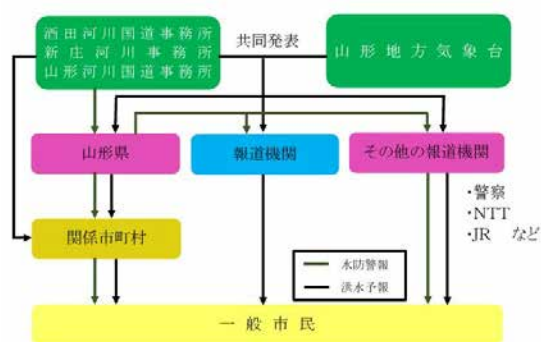 酒田河川国道事務所
新庄河川事務所
山形河川国道事務所
共同発表
山形地方気象台
山形県
報道機関
その他の報道機関
・警察
・NTT
・JR など
関係市町村
水防警報
洪水予報
一般市民